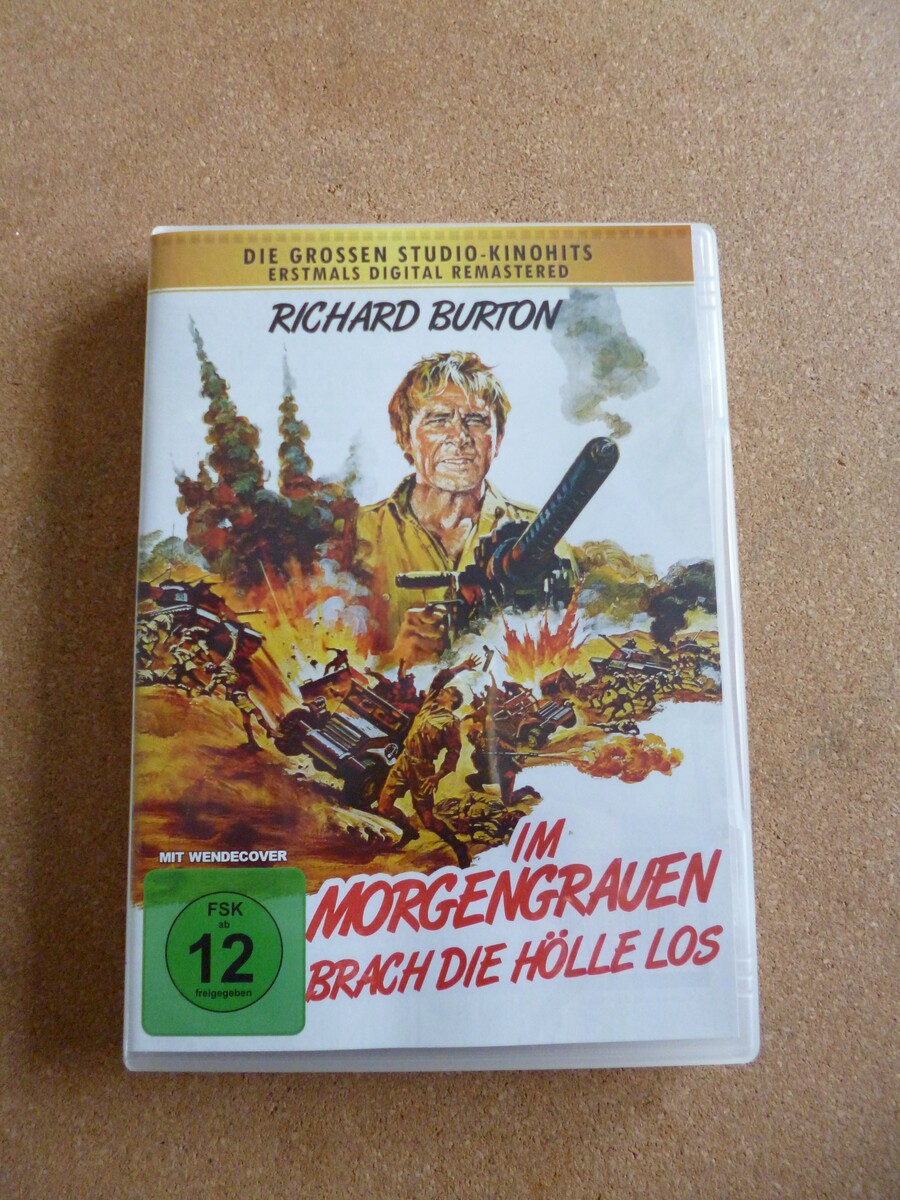 DIE GROSSEN STUDIO-KINOHITS
ERSTMALS DIGITAL REMASTERED
RICHARD BURTON
MIT WENDECOVER
FSK
ab
12
freigegeben
IM
MORGENGRAUEN
BRACH DIE HÖLLE LOS